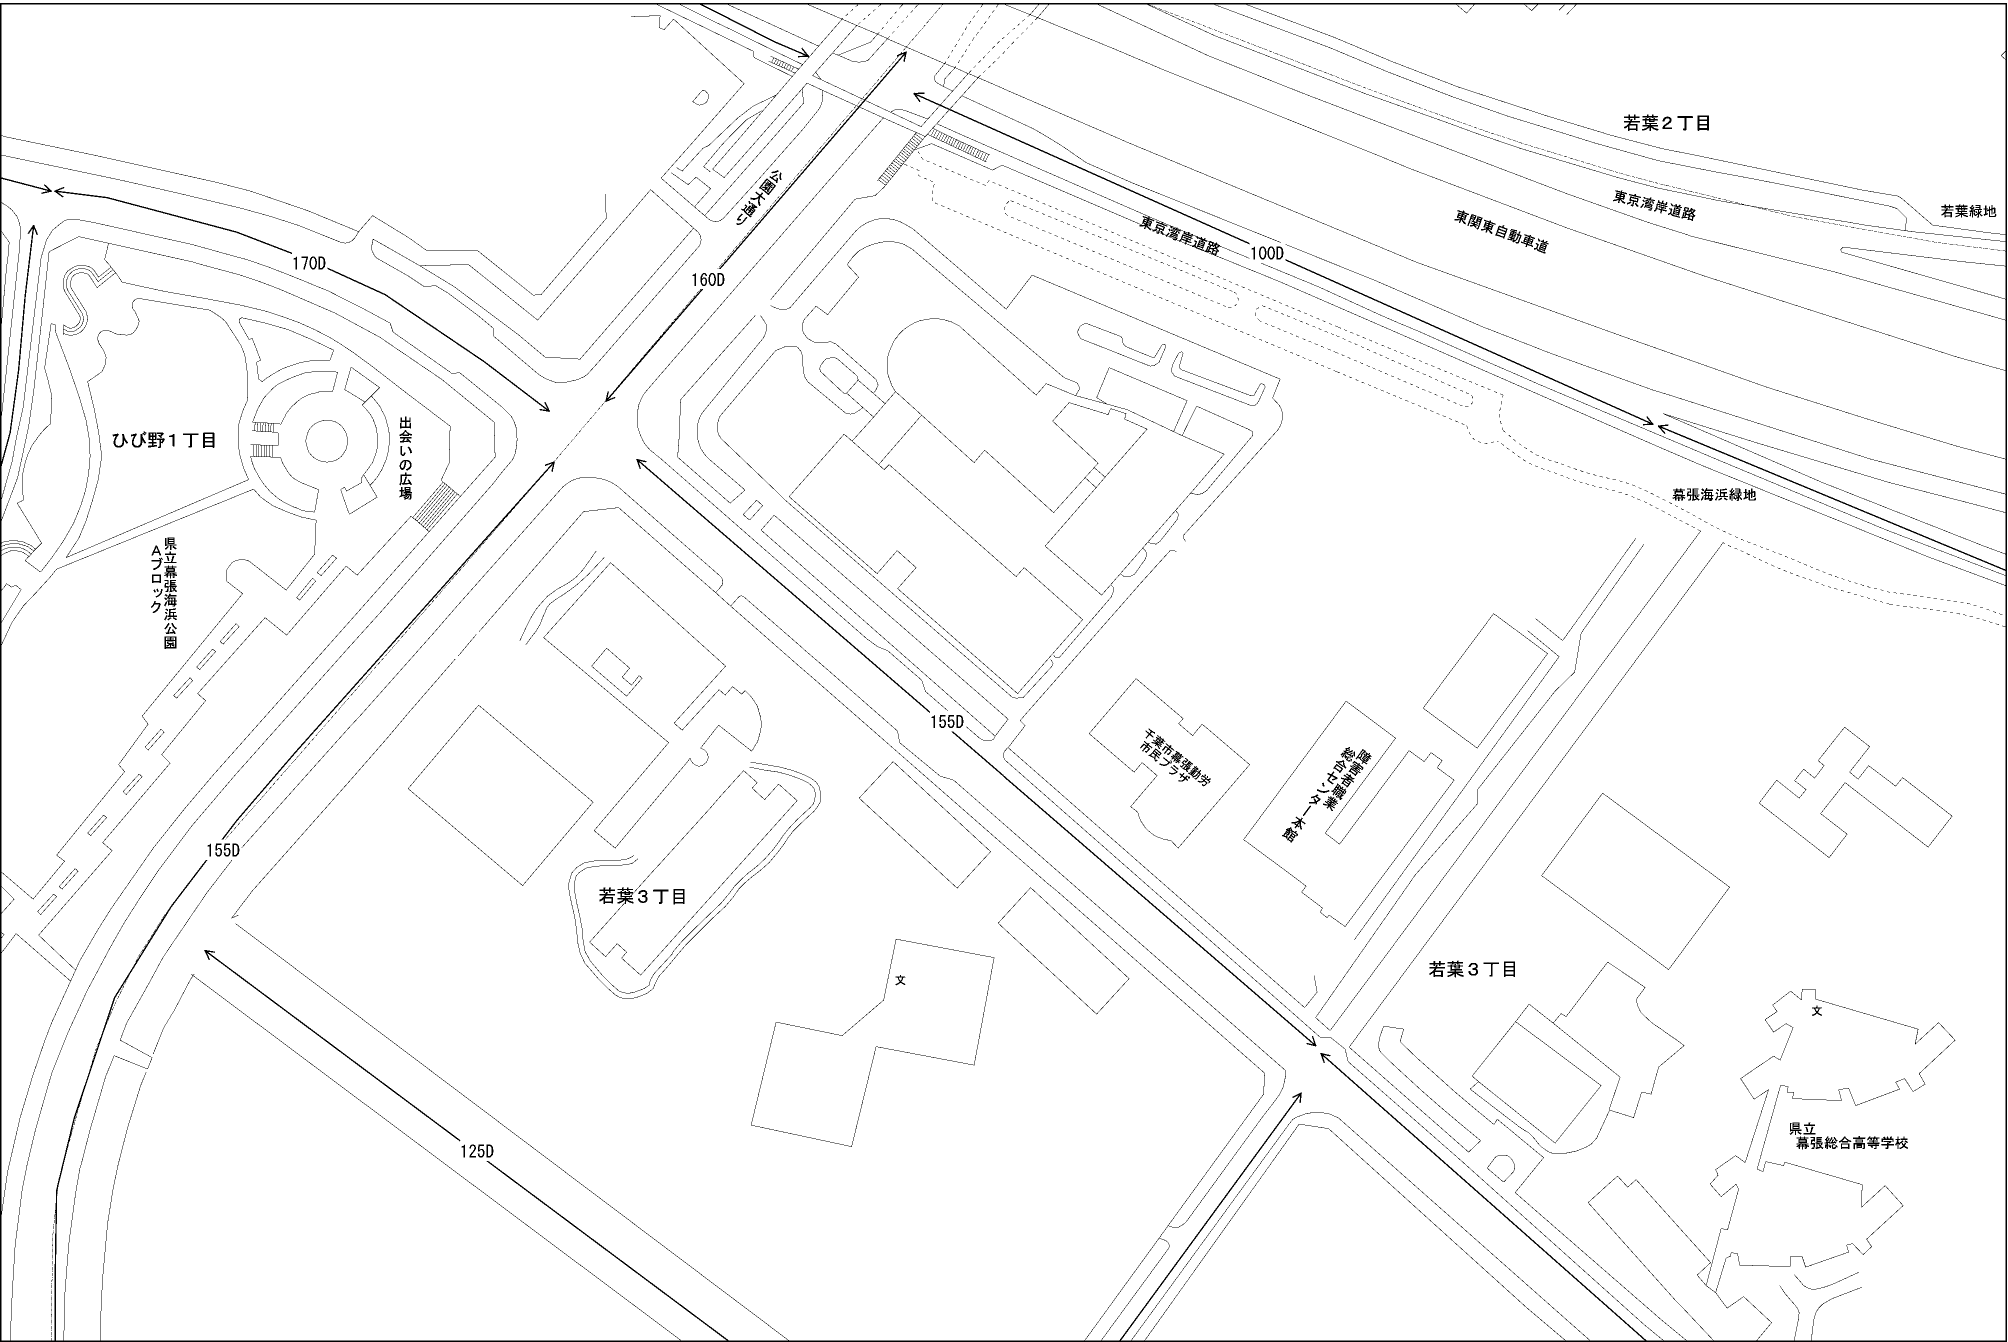 若葉２丁目
公園大通り
東京湾岸道路
若葉緑地
東関東自動車道
東京湾岸道路
100D
170D
160D
ひび野１丁目
出会いの広場
幕張海浜緑地
県立幕張海浜公園
Ａブロック
155D
千葉市幕張勤労
市民プラザ
障害者職業
総合センター本館
155D
若葉３丁目
若葉３丁目
文
文
県立
幕張総合高等学校
125D